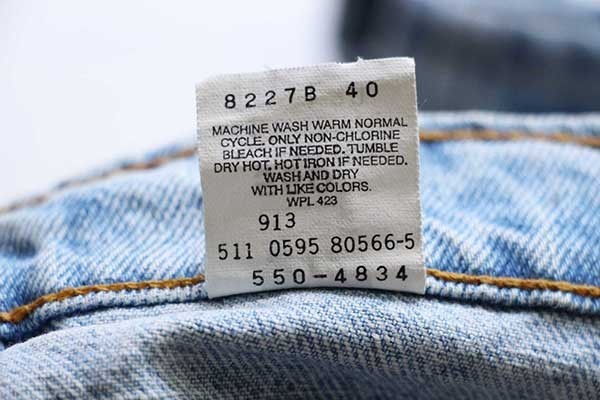 8227B 40
MACHINE WASH WARM NORMAL
CYCLE. ONLY NON-CHLORINE
BLEACH IF NEEDED. TUMBLE
DRY HOT. HOT IRON IF NEEDED.
WASH AND DRY
WITH LIKE COLORS.
WPL 423
913
511 0595 80566-5
550-4834